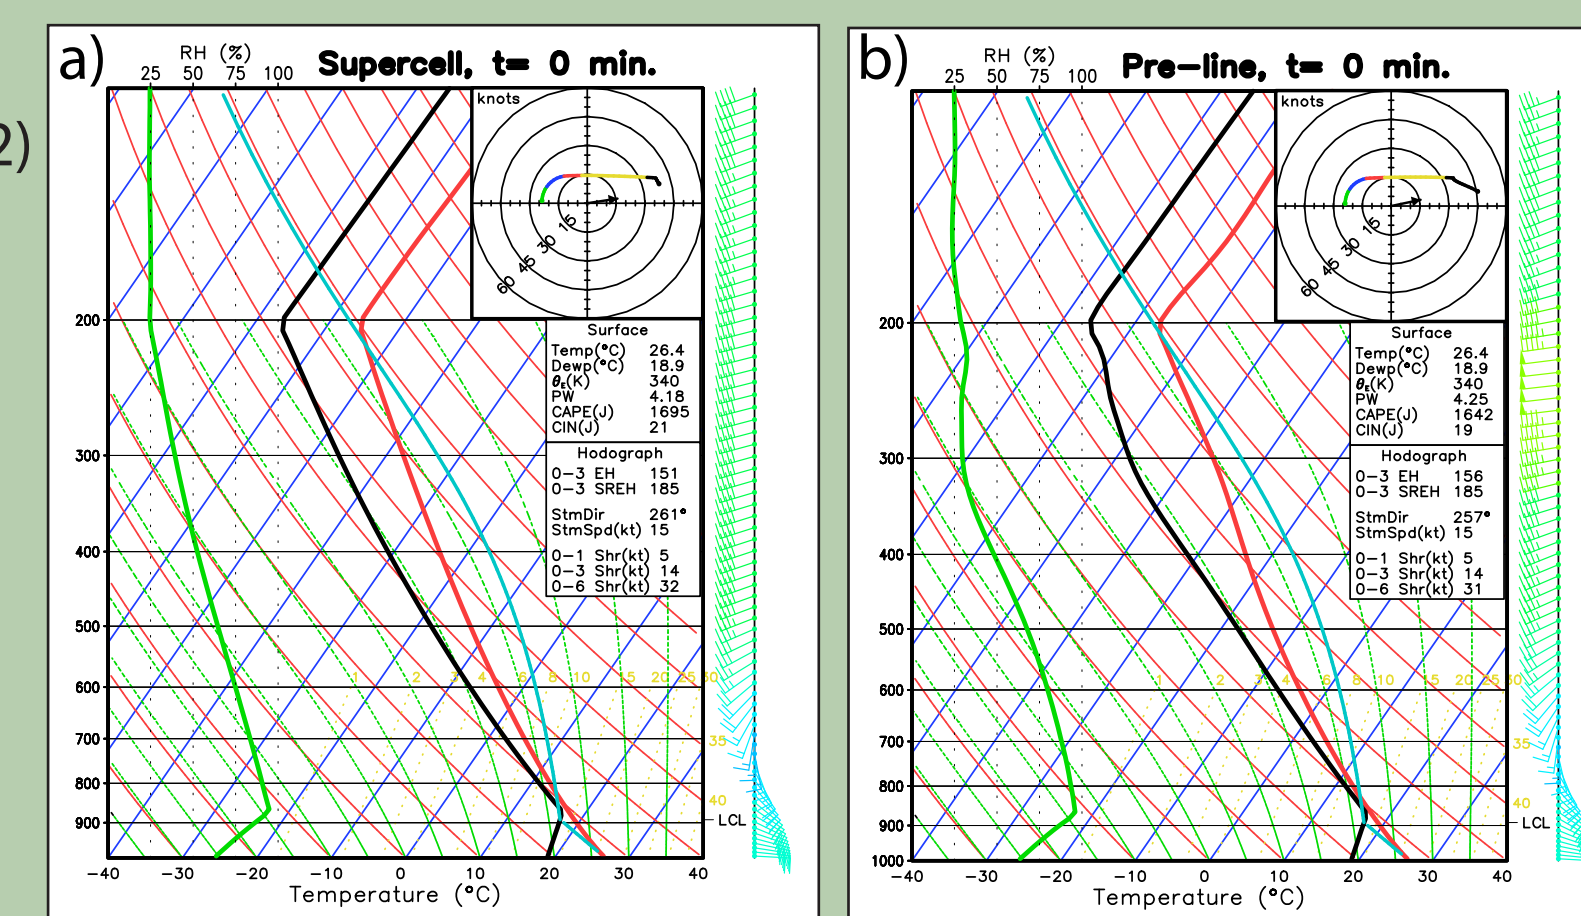 2)
a)
RH (%)
Supercell, t= 0 min.
25 50 75 100
knots
15
30
45
60
200
300
400
500
600
700
800
900
Surface
Temp(°C) 26.4
Dewp(°C) 18.9
θE(K) 340
PW 4.18
CAPE(J) 1695
CIN(J) 21
Hodograph
0-3 EH 151
0-3 SREH 185
StmDir 261°
StmSpd(kt) 15
0-1 Shr(kt) 5
0-3 Shr(kt) 14
0-6 Shr(kt) 32
1 2 3 4 6 8 10 15 20 25 30
35
40
LCL
-40 -30 -20 -10 0 10 20 30 40
Temperature (°C)
b)
RH (%)
Pre-line, t= 0 min.
25 50 75 100
knots
15
30
45
60
200
300
400
500
600
700
800
900
1000
Surface
Temp(°C) 26.4
Dewp(°C) 18.9
θE(K) 340
PW 4.25
CAPE(J) 1642
CIN(J) 19
Hodograph
0-3 EH 156
0-3 SREH 185
StmDir 257°
StmSpd(kt) 15
0-1 Shr(kt) 5
0-3 Shr(kt) 14
0-6 Shr(kt) 31
1 2 3 4 6 8 10 15 20 25 30
35
40
LCL
-40 -30 -20 -10 0 10 20 30 40
Temperature (°C)